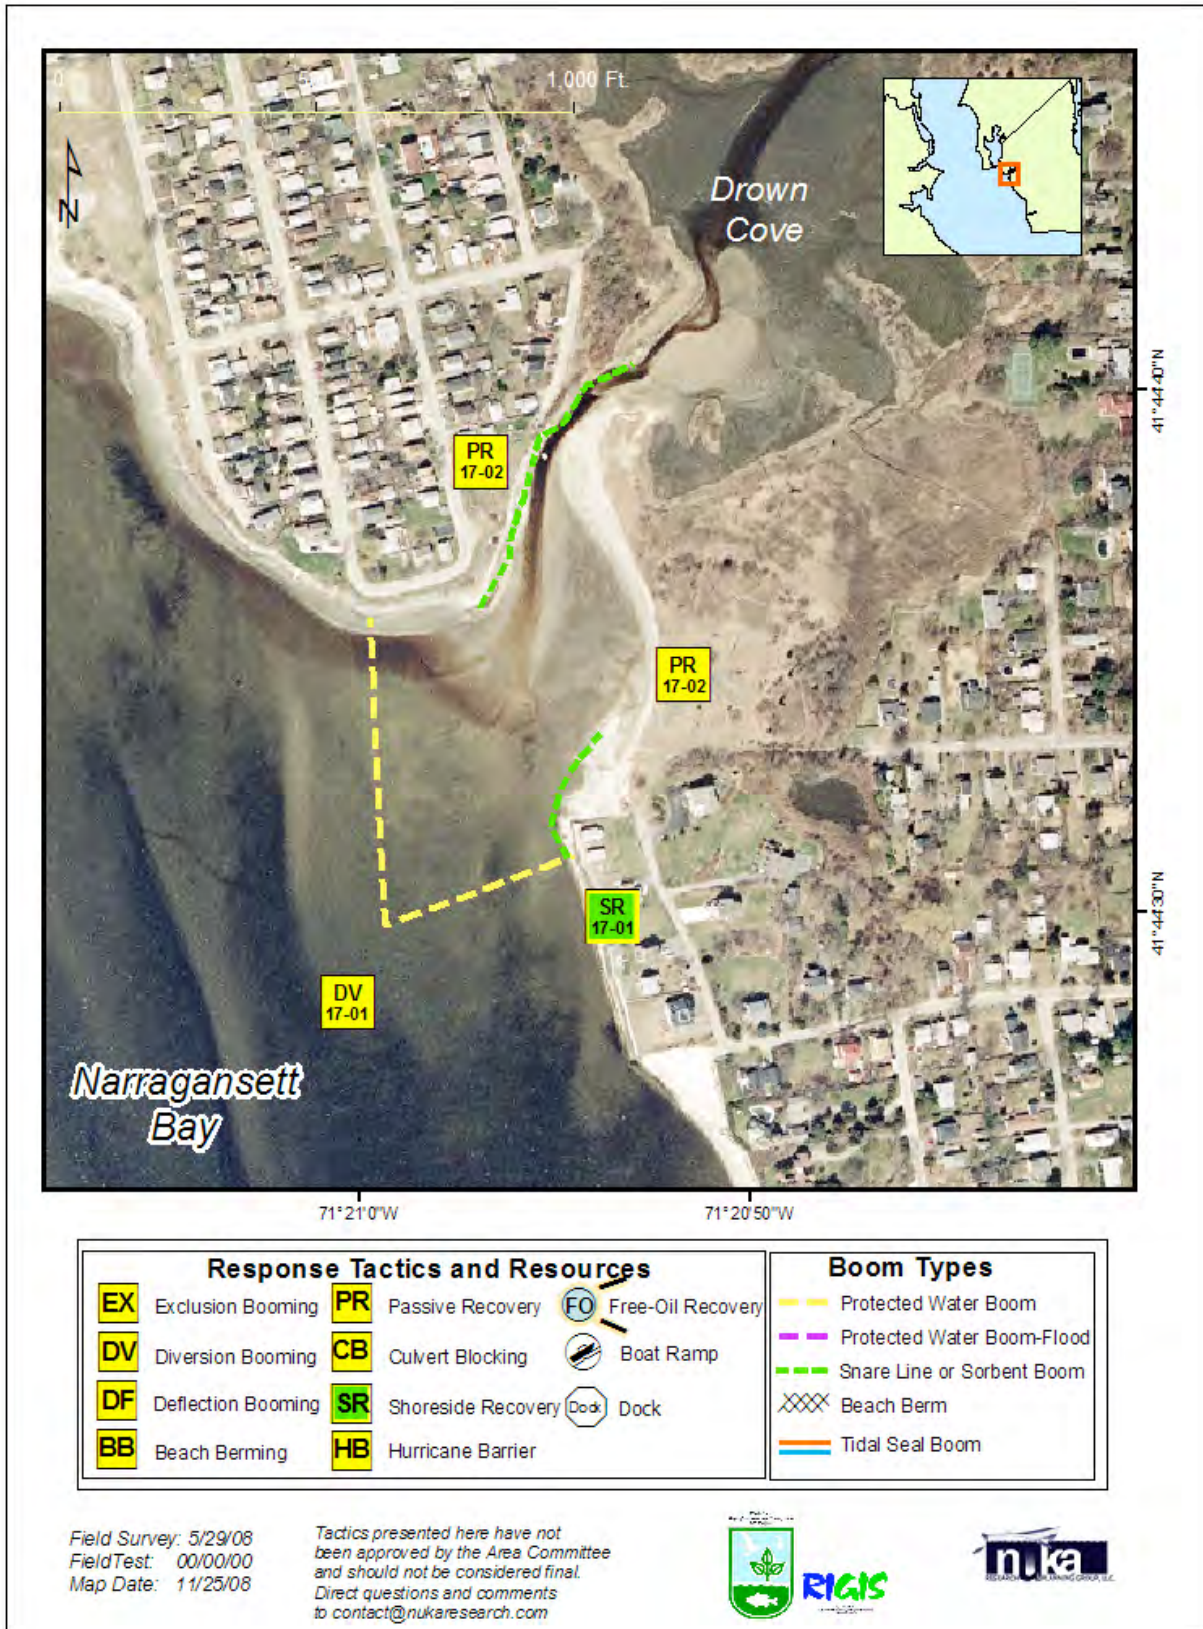 0
1,000 Ft.
N
Drown
Cove
41°44'40"N
PR
17-02
PR
17-02
SR
17-01
41°44'30"N
DV
17-01
Narragansett
Bay
71°21'0"W
71°20'50"W
Response Tactics and Resources
EX Exclusion Booming
PR Passive Recovery
FO Free-Oil Recovery
DV Diversion Booming
CB Culvert Blocking
Boat Ramp
DF Deflection Booming
SR Shoreside Recovery
Dock Dock
BB Beach Berming
HB Hurricane Barrier
Boom Types
Protected Water Boom
Protected Water Boom-Flood
Snare Line or Sorbent Boom
Beach Berm
Tidal Seal Boom
Field Survey: 5/29/08
FieldTest: 00/00/00
Map Date: 11/25/08
Tactics presented here have not
been approved by the Area Committee
and should not be considered final.
Direct questions and comments
to contact@nukaresearch.com
RIGIS
nuka